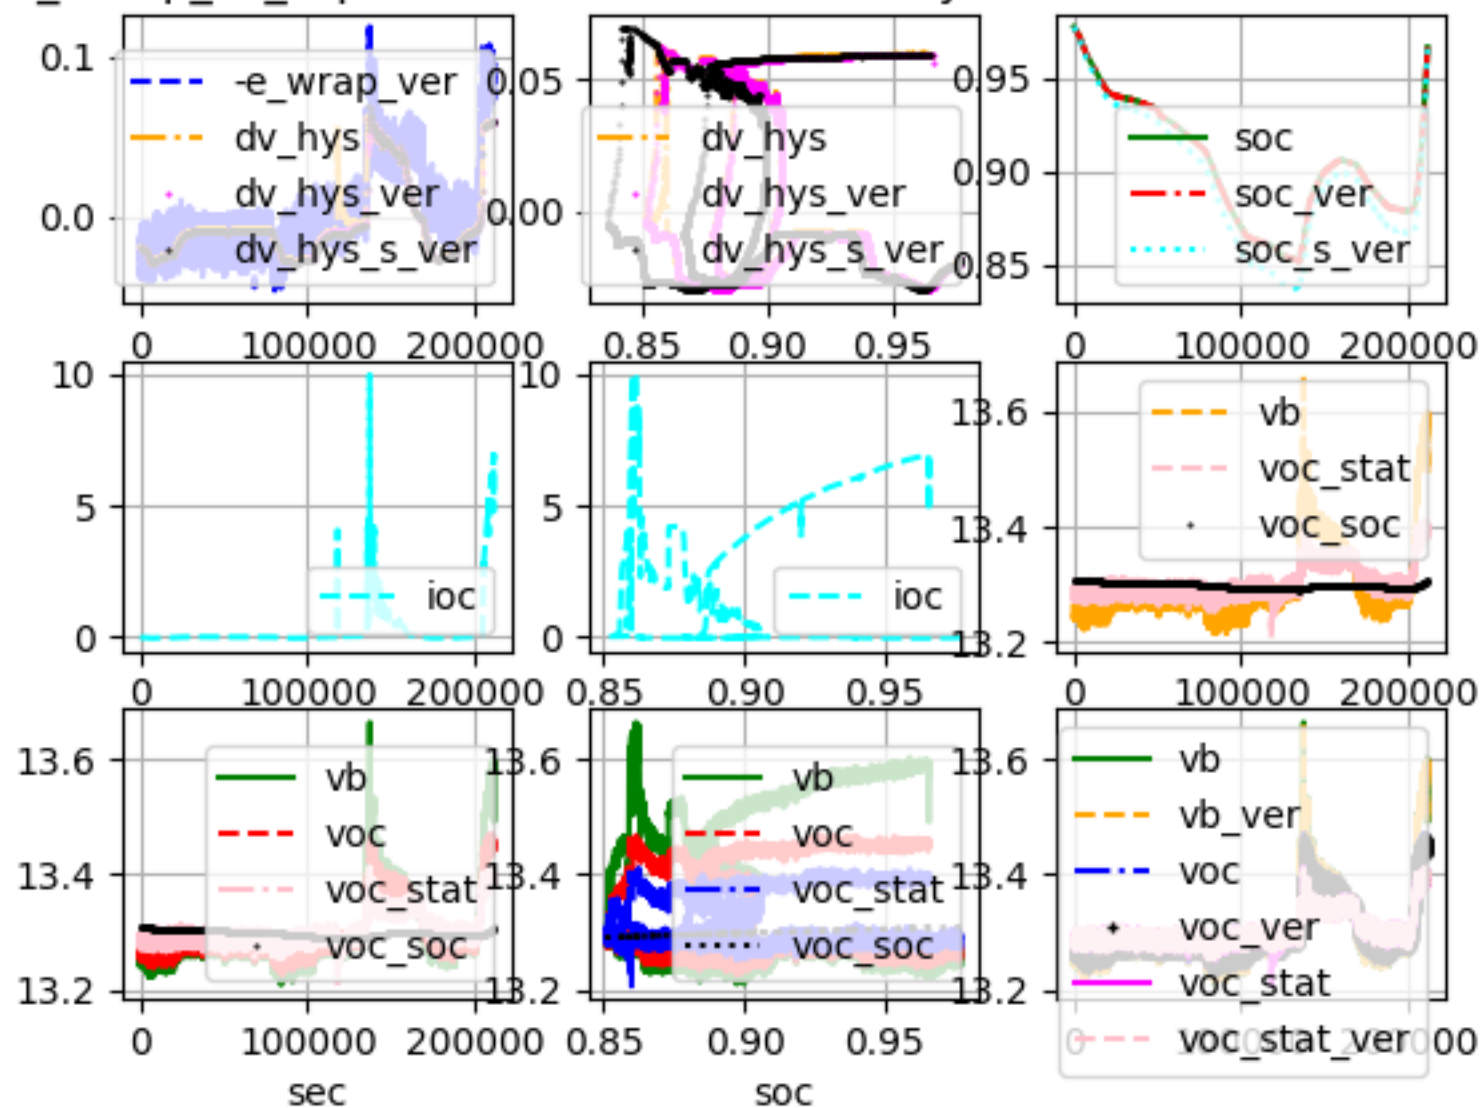 0.1
0.0
-e_wrap_ver
dv_hys
dv_hys_ver
dv_hys_s_ver
0 100000 200000
0.05
0.00
dv_hys
dv_hys_ver
dv_hys_s_ver
0.85 0.90 0.95
0.95
0.90
0.85
soc
soc_ver
soc_s_ver
0 100000 200000
10
5
0
ioc
0 100000 200000
10
5
0
ioc
0.85 0.90 0.95
13.6
13.4
13.2
vb
voc_stat
voc_soc
0 100000 200000
13.6
13.4
13.2
vb
voc
voc_stat
voc_soc
0 100000 200000
sec
13.6
13.4
13.2
vb
voc
voc_stat
voc_soc
0.85 0.90 0.95
soc
13.6
13.4
13.2
vb
vb_ver
voc
voc_ver
voc_stat
voc_stat_ver
0 100000 200000